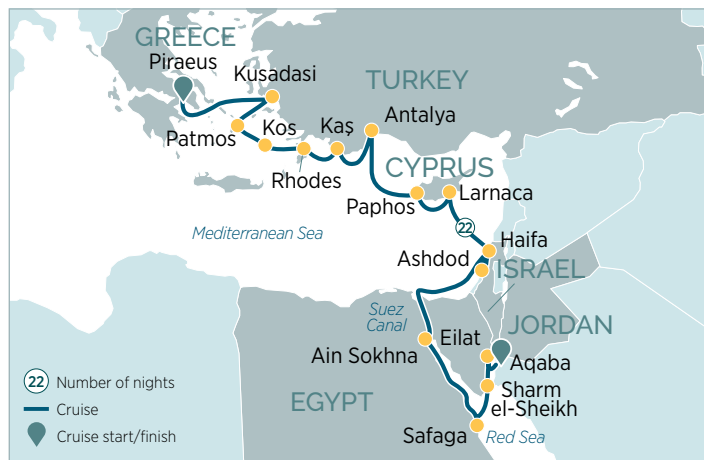 GREECE
Piraeus
Kusadasi
TURKEY
Antalya
Patmos
Kos
Kaş
Rhodes
CYPRUS
Paphos
Larnaca
Mediterranean Sea
22
Haifa
Ashdod
ISRAEL
Suez
Canal
JORDAN
Eilat
Ain Sokhna
Aqaba
Sharm
el-Sheikh
EGYPT
Safaga
Red Sea
22 Number of nights
Cruise
Cruise start/finish